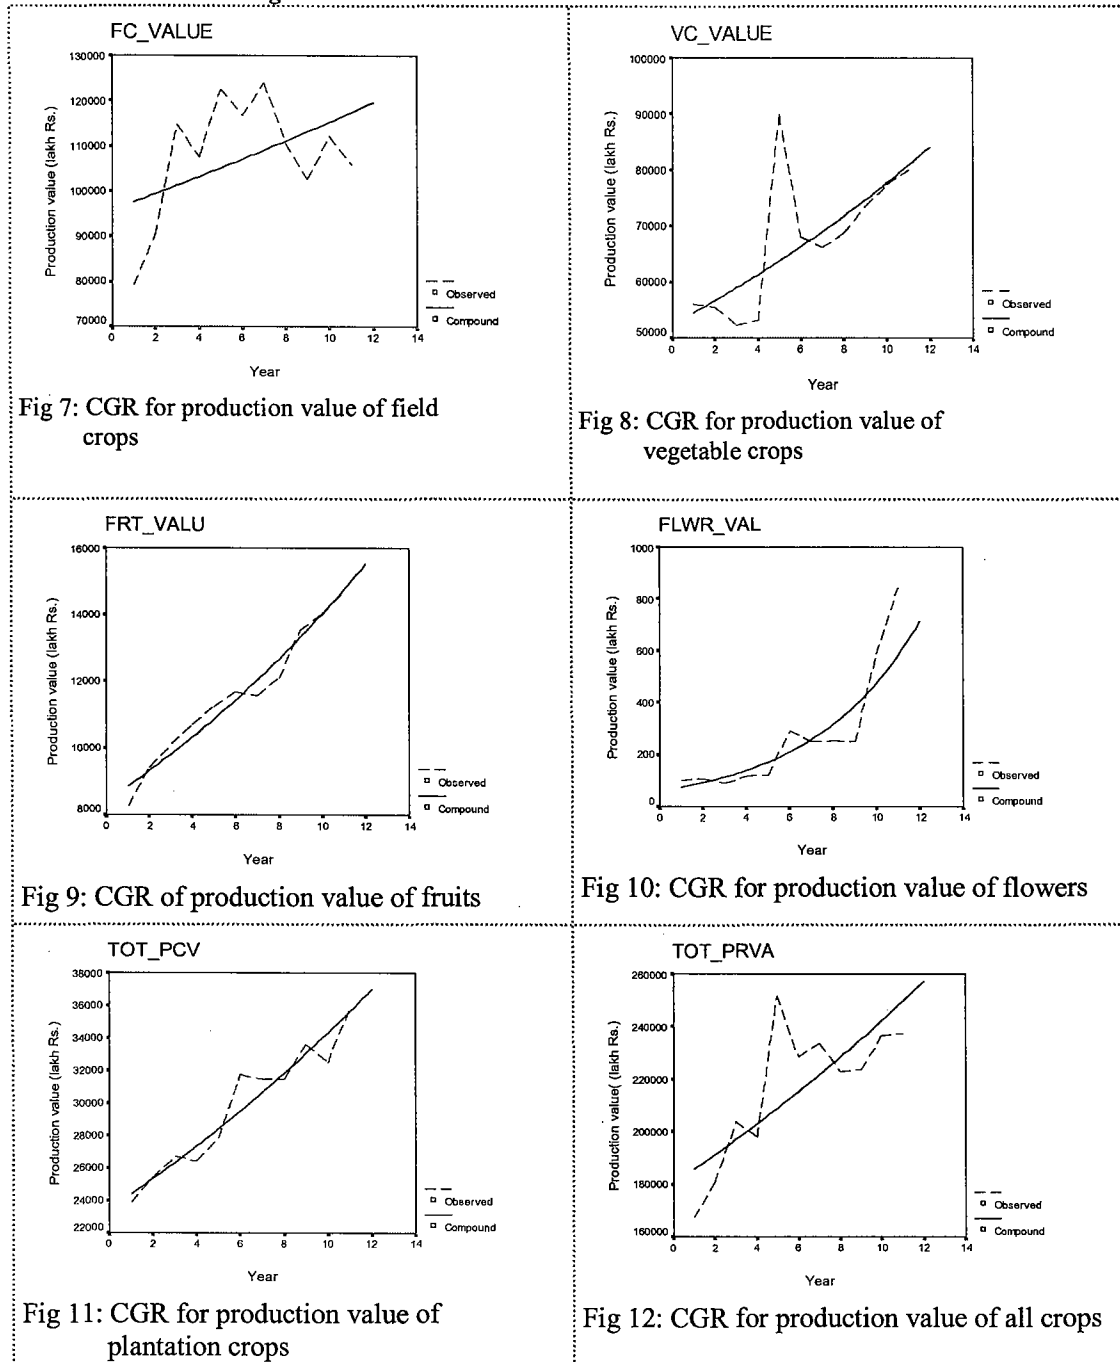 FC_VALUE
130000
120000
110000
100000
90000
80000
70000
0 2 4 6 8 10 12 14
Production value (lakh Rs.)
Year
Observed
Compound
Fig 7: CGR for production value of field
crops
VC_VALUE
100000
90000
80000
70000
60000
50000
0 2 4 6 8 10 12 14
Production value (lakh Rs.)
Year
Observed
Compound
Fig 8: CGR for production value of
vegetable crops
FRT_VALU
16000
14000
12000
10000
8000
0 2 4 6 8 10 12 14
Production value (lakh Rs.)
Year
Observed
Compound
Fig 9: CGR of production value of fruits
FLWR_VAL
1000
800
600
400
200
0
0 2 4 6 8 10 12 14
Production value (lakh Rs.)
Year
Observed
Compound
Fig 10: CGR for production value of flowers
TOT_PCV
38000
36000
34000
32000
30000
28000
26000
24000
22000
0 2 4 6 8 10 12 14
Production value (lakh Rs.)
Year
Observed
Compound
Fig 11: CGR for production value of
plantation crops
TOT_PRVA
260000
240000
220000
200000
180000
160000
0 2 4 6 8 10 12 14
Production value( (lakh Rs.)
Year
Observed
Compound
Fig 12: CGR for production value of all crops